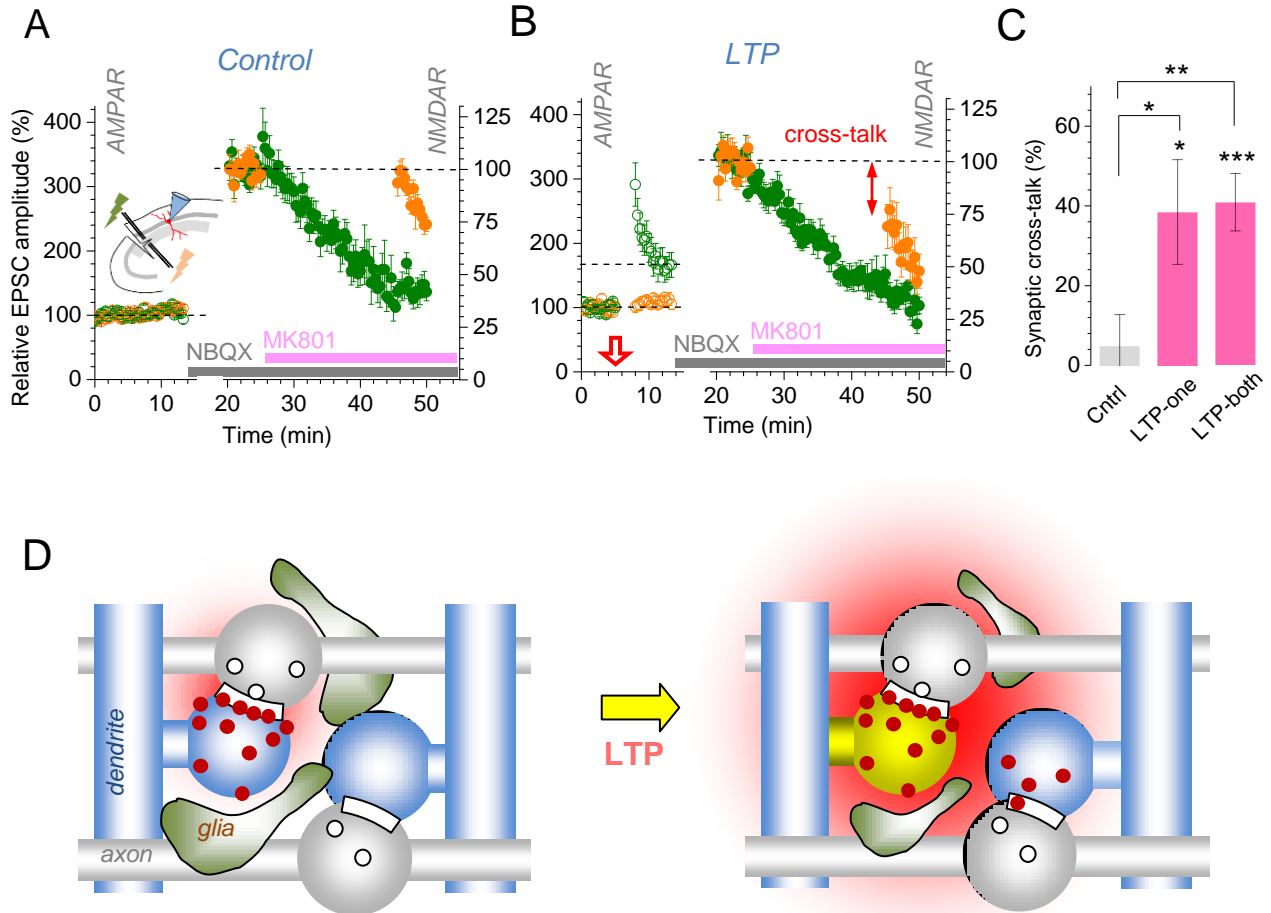 A
Control
AMPAR
NMDAR
Relative EPSC amplitude (%)
400
300
200
100
0
125
100
75
50
25
0
MK801
NBQX
0 10 20 30 40 50
Time (min)
B
LTP
AMPAR
NMDAR
cross-talk
400
300
200
100
0
125
100
75
50
25
0
MK801
NBQX
0 10 20 30 40 50
Time (min)
C
**
*
* ***
Synaptic cross-talk (%)
60
40
20
0
Cntrl
LTP-one
LTP-both
D
dendrite
glia
axon
LTP